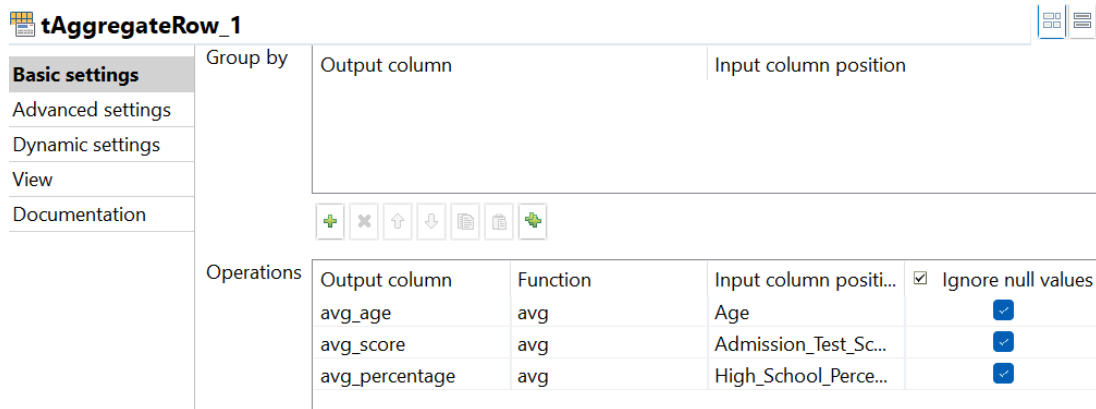 tAggregateRow_1
Basic settings
Advanced settings
Dynamic settings
View
Documentation
Group by
Output column Input column position
Operations
Output column Function Input column positi... Ignore null values
avg_age avg Age
avg_score avg Admission_Test_Sc...
avg_percentage avg High_School_Perce...